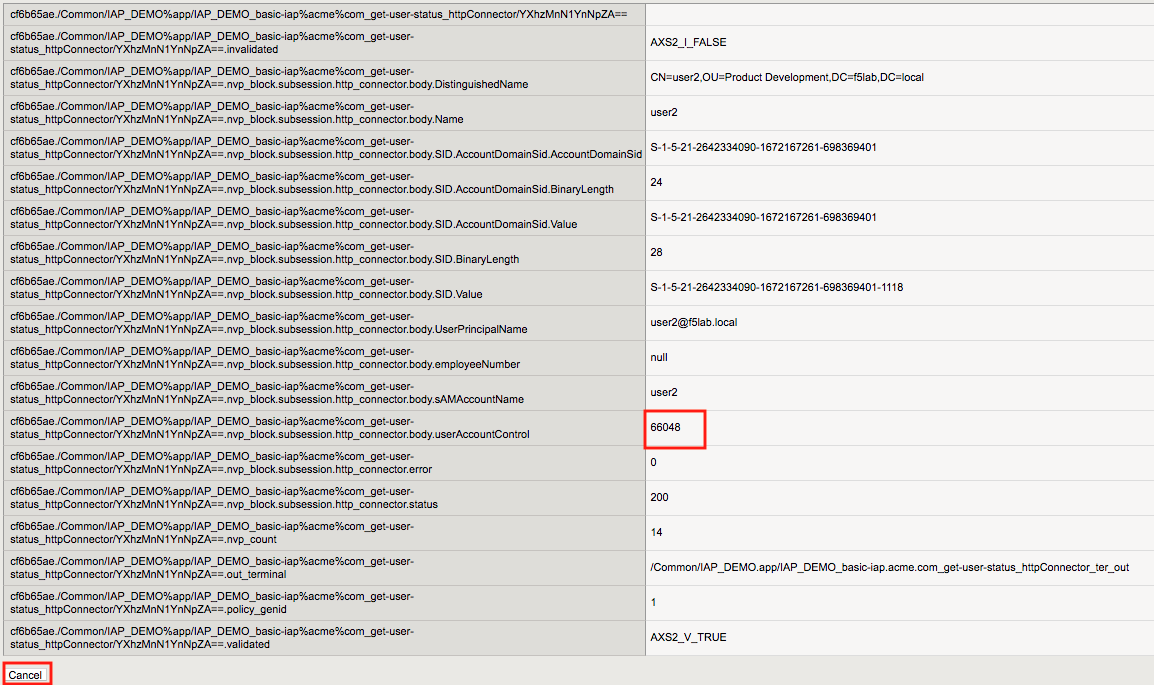 cf6b65ae./Common/IAP_DEMO%app/IAP_DEMO_basic-iap%acme%com_get-user-status_httpConnector/YXhzMnN1YnNpZA==
cf6b65ae./Common/IAP_DEMO%app/IAP_DEMO_basic-iap%acme%com_get-user-
status_httpConnector/YXhzMnN1YnNpZA==.invalidated
AXS2_I_FALSE
cf6b65ae./Common/IAP_DEMO%app/IAP_DEMO_basic-iap%acme%com_get-user-
status_httpConnector/YXhzMnN1YnNpZA==.nvp_block.subsession.http_connector.body.DistinguishedName
CN=user2,OU=Product Development,DC=f5lab,DC=local
cf6b65ae./Common/IAP_DEMO%app/IAP_DEMO_basic-iap%acme%com_get-user-
status_httpConnector/YXhzMnN1YnNpZA==.nvp_block.subsession.http_connector.body.Name
user2
cf6b65ae./Common/IAP_DEMO%app/IAP_DEMO_basic-iap%acme%com_get-user-
status_httpConnector/YXhzMnN1YnNpZA==.nvp_block.subsession.http_connector.body.SID.AccountDomainSid.AccountDomainSid
S-1-5-21-2642334090-1672167261-698369401
cf6b65ae./Common/IAP_DEMO%app/IAP_DEMO_basic-iap%acme%com_get-user-
status_httpConnector/YXhzMnN1YnNpZA==.nvp_block.subsession.http_connector.body.SID.AccountDomainSid.BinaryLength
24
cf6b65ae./Common/IAP_DEMO%app/IAP_DEMO_basic-iap%acme%com_get-user-
status_httpConnector/YXhzMnN1YnNpZA==.nvp_block.subsession.http_connector.body.SID.AccountDomainSid.Value
S-1-5-21-2642334090-1672167261-698369401
cf6b65ae./Common/IAP_DEMO%app/IAP_DEMO_basic-iap%acme%com_get-user-
status_httpConnector/YXhzMnN1YnNpZA==.nvp_block.subsession.http_connector.body.SID.BinaryLength
28
cf6b65ae./Common/IAP_DEMO%app/IAP_DEMO_basic-iap%acme%com_get-user-
status_httpConnector/YXhzMnN1YnNpZA==.nvp_block.subsession.http_connector.body.SID.Value
S-1-5-21-2642334090-1672167261-698369401-1118
cf6b65ae./Common/IAP_DEMO%app/IAP_DEMO_basic-iap%acme%com_get-user-
status_httpConnector/YXhzMnN1YnNpZA==.nvp_block.subsession.http_connector.body.UserPrincipalName
user2@f5lab.local
cf6b65ae./Common/IAP_DEMO%app/IAP_DEMO_basic-iap%acme%com_get-user-
status_httpConnector/YXhzMnN1YnNpZA==.nvp_block.subsession.http_connector.body.employeeNumber
null
cf6b65ae./Common/IAP_DEMO%app/IAP_DEMO_basic-iap%acme%com_get-user-
status_httpConnector/YXhzMnN1YnNpZA==.nvp_block.subsession.http_connector.body.sAMAccountName
user2
cf6b65ae./Common/IAP_DEMO%app/IAP_DEMO_basic-iap%acme%com_get-user-
status_httpConnector/YXhzMnN1YnNpZA==.nvp_block.subsession.http_connector.body.userAccountControl
66048
cf6b65ae./Common/IAP_DEMO%app/IAP_DEMO_basic-iap%acme%com_get-user-
status_httpConnector/YXhzMnN1YnNpZA==.nvp_block.subsession.http_connector.error
0
cf6b65ae./Common/IAP_DEMO%app/IAP_DEMO_basic-iap%acme%com_get-user-
status_httpConnector/YXhzMnN1YnNpZA==.nvp_block.subsession.http_connector.status
200
cf6b65ae./Common/IAP_DEMO%app/IAP_DEMO_basic-iap%acme%com_get-user-
status_httpConnector/YXhzMnN1YnNpZA==.nvp_count
14
cf6b65ae./Common/IAP_DEMO%app/IAP_DEMO_basic-iap%acme%com_get-user-
status_httpConnector/YXhzMnN1YnNpZA==.out_terminal
/Common/IAP_DEMO.app/IAP_DEMO_basic-iap.acme.com_get-user-status_httpConnector_ter_out
cf6b65ae./Common/IAP_DEMO%app/IAP_DEMO_basic-iap%acme%com_get-user-
status_httpConnector/YXhzMnN1YnNpZA==.policy_genid
1
cf6b65ae./Common/IAP_DEMO%app/IAP_DEMO_basic-iap%acme%com_get-user-
status_httpConnector/YXhzMnN1YnNpZA==.validated
AXS2_V_TRUE
Cancel